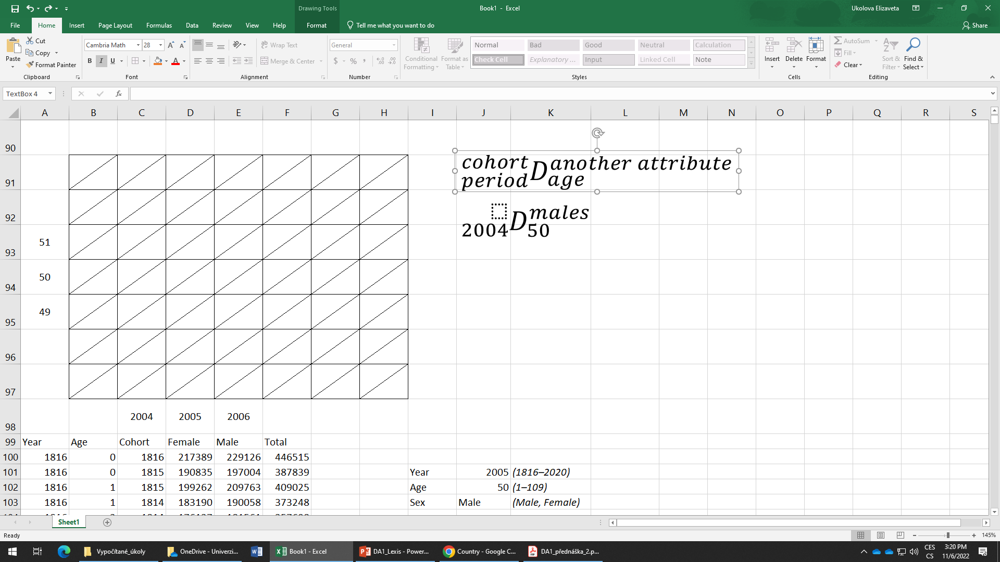 Drawing Tools
Book1 - Excel
Ukolova Elizaveta
File Home Insert Page Layout Formulas Data Review View Help Format Tell me what you want to do Share
Paste
Cut
Copy
Format Painter
Clipboard
Cambria Math 28
B I U
Font
Wrap Text
Merge & Center
Alignment
General
Number
Conditional Formatting
Format as Table
Normal Bad Good Neutral Calculation
Check Cell Explanatory ... Input Linked Cell Note
Styles
Insert Delete Format
Cells
AutoSum
Fill
Clear
Sort & Filter
Find & Select
Editing
TextBox 4
fx
A B C D E F G H I J K L M N O P Q R S
90
91
92
93
94
95
96
97
98
51
50
49
2004 2005 2006
cohort
period
D
another attribute
age
2004
D
males
50
99 Year Age Cohort Female Male Total
100 1816 0 1816 217389 229126 446515
101 1816 0 1815 190835 197004 387839 Year 2005 (1816–2020)
102 1816 1 1815 199262 209763 409025 Age 50 (1–109)
103 1816 1 1814 183190 190058 373248 Sex Male (Male, Female)
Sheet1
Ready
145%
Vypočítané_úkoly
OneDrive - Univerzi...
Book1 - Excel
DA1_Lexis - Power...
Country - Google C...
DA1_přednáška_2.p...
CES
CS
3:20 PM
11/6/2022